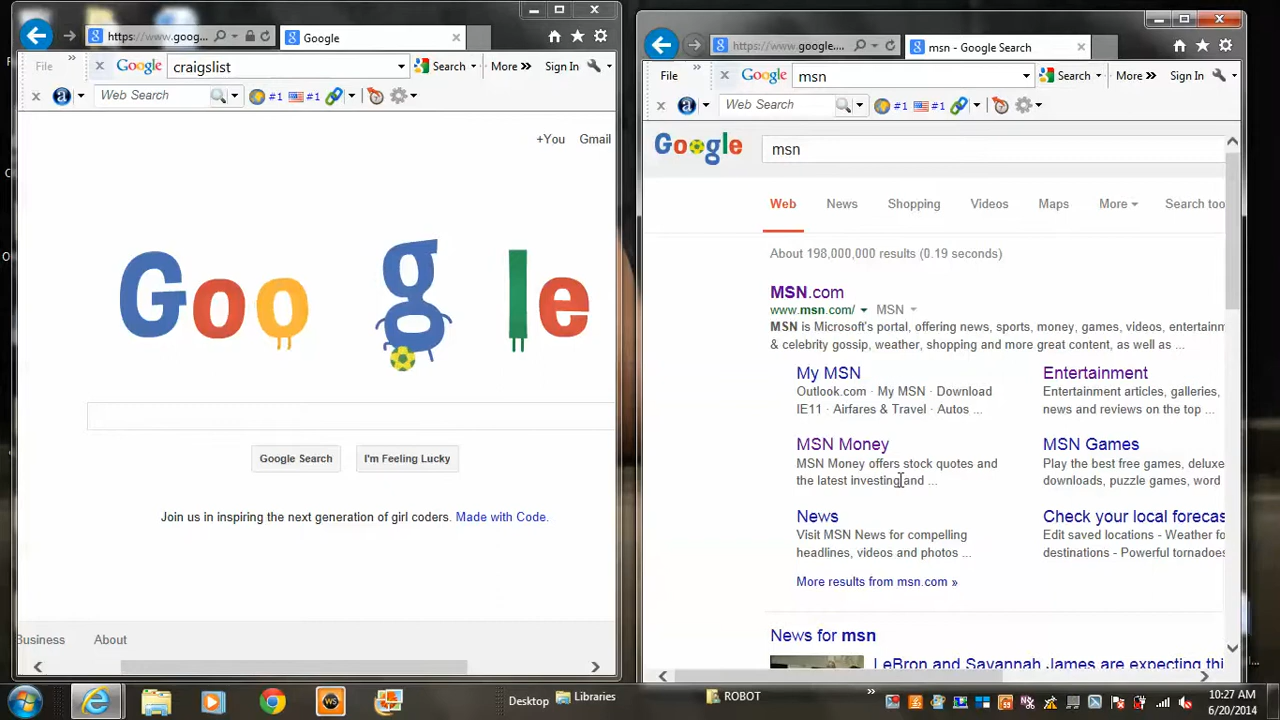 https://www.goog...
Google
File
Google
craigslist
Search
More »
Sign In
Web Search
#1
#1
+You
Gmail
Goo g le
Google Search
I'm Feeling Lucky
Join us in inspiring the next generation of girl coders. Made with Code.
Business
About
https://www.google....
msn - Google Search
File
Google
msn
Search
More »
Sign In
Web Search
#1
#1
Google
msn
Web
News
Shopping
Videos
Maps
More
Search too
About 198,000,000 results (0.19 seconds)
MSN.com
www.msn.com/
MSN
MSN is Microsoft's portal, offering news, sports, money, games, videos, entertainm
& celebrity gossip, weather, shopping and more great content, as well as ...
My MSN
Outlook.com · My MSN · Download
IE11 · Airfares & Travel · Autos ...
Entertainment
Entertainment articles, galleries,
news and reviews on the top ...
MSN Money
MSN Money offers stock quotes and
the latest investing and ...
MSN Games
Play the best free games, deluxe
downloads, puzzle games, word
News
Visit MSN News for compelling
headlines, videos and photos ...
Check your local forecas
Edit saved locations - Weather fo
destinations - Powerful tornadoes
More results from msn.com »
News for msn
LeBron and Savannah James are expecting thi
WS
Desktop
Libraries
ROBOT
»
10:27 AM
6/20/2014